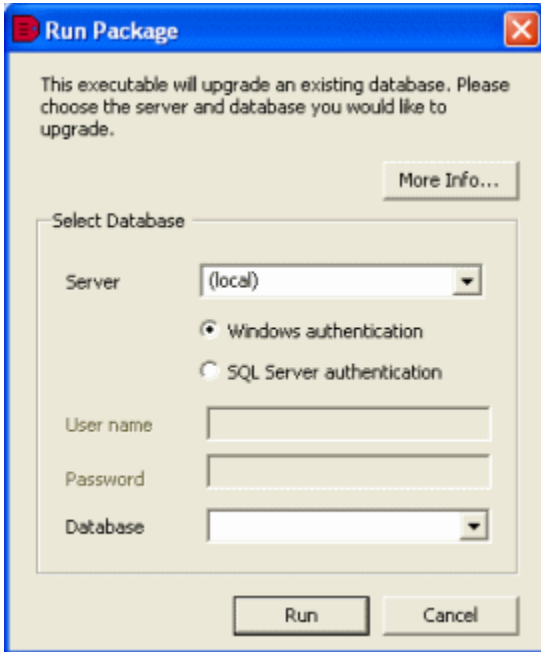 Run Package
This executable will upgrade an existing database. Please
choose the server and database you would like to
upgrade.
More Info...
Select Database
Server (local)
Windows authentication
SQL Server authentication
User name
Password
Database
Run Cancel